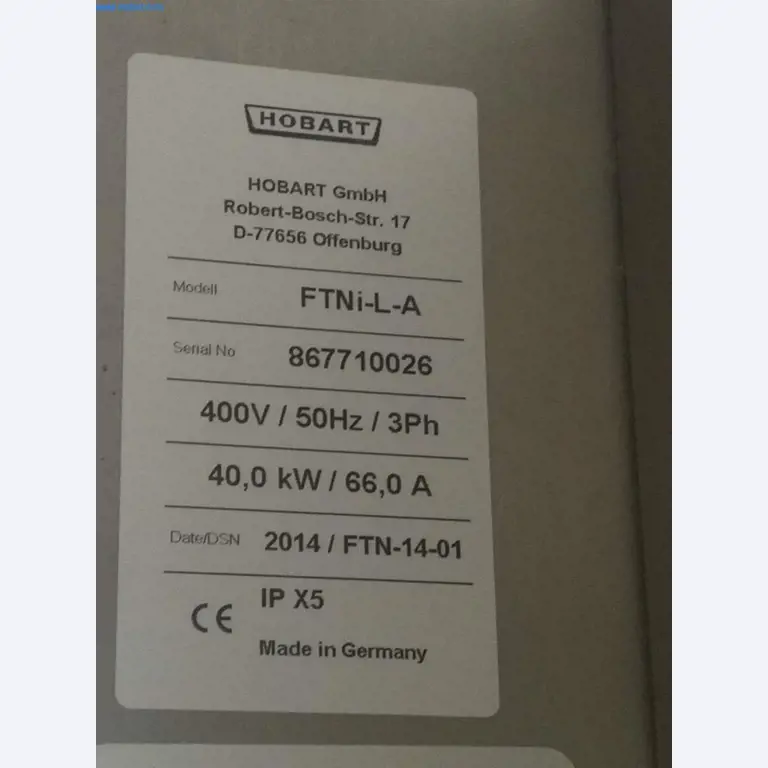 HOBART
HOBART GmbH
Robert-Bosch-Str. 17
D-77656 Offenburg
Modell FTNi-L-A
Serial No 867710026
400V / 50Hz / 3Ph
40,0 kW / 66,0 A
Date/DSN 2014 / FTN-14-01
CE IP X5
Made in Germany